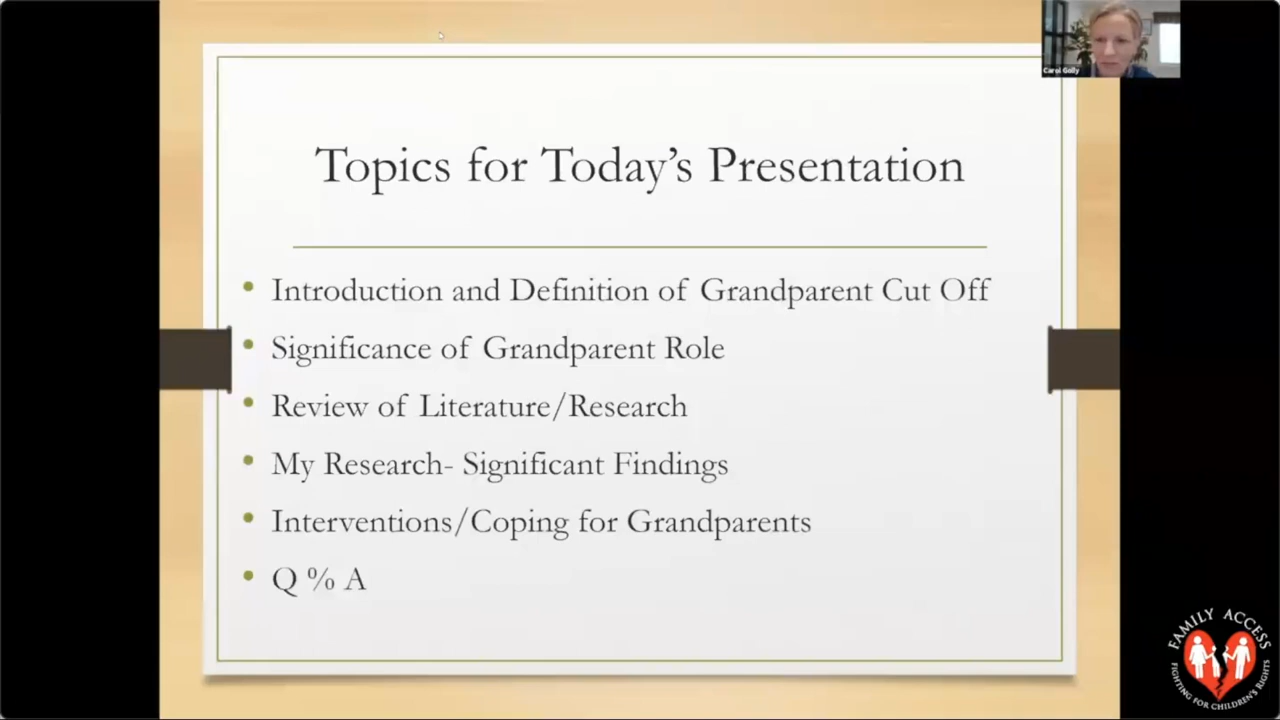 Carol Golly
Topics for Today's Presentation
Introduction and Definition of Grandparent Cut Off
Significance of Grandparent Role
Review of Literature/Research
My Research- Significant Findings
Interventions/Coping for Grandparents
Q % A
FAMILY ACCESS
FIGHTING FOR CHILDREN'S RIGHTS